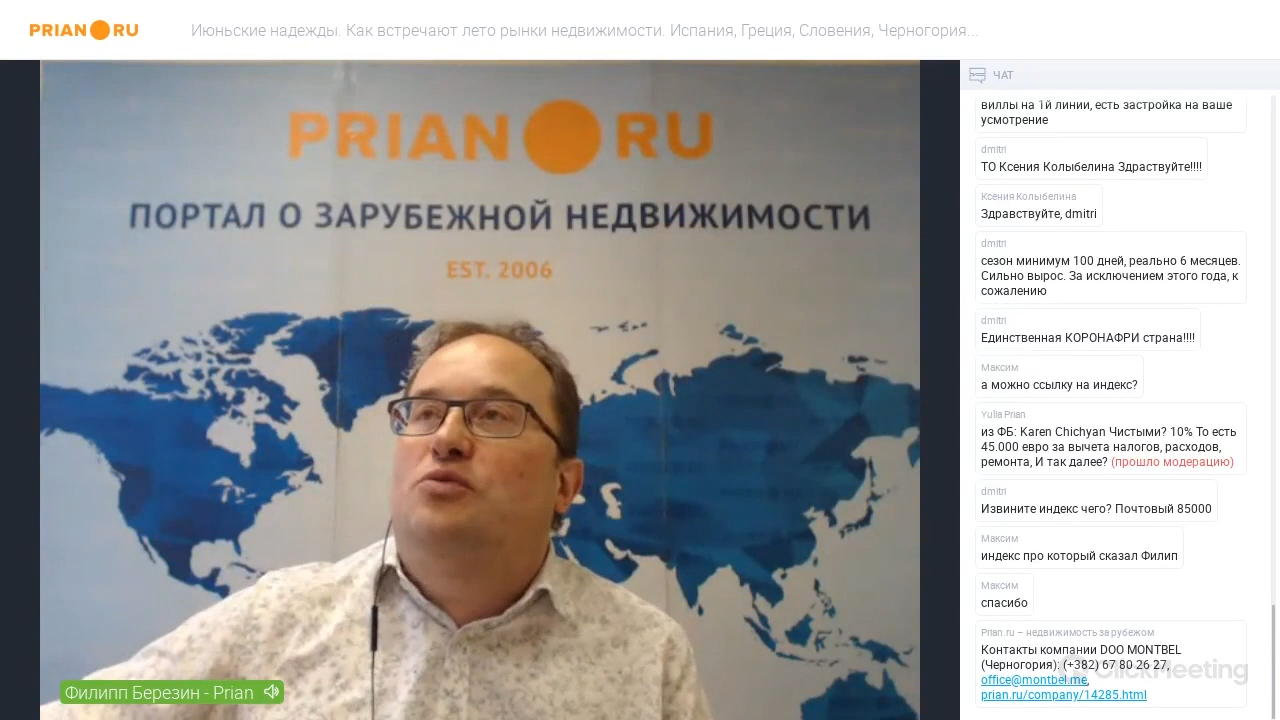 PRIAN RU
Июньские надежды. Как встречают лето рынки недвижимости. Испания, Греция, Словения, Черногория...
PRIAN RU
ПОРТАЛ О ЗАРУБЕЖНОЙ НЕДВИЖИМОСТИ
EST. 2006
Филипп Березин - Prian
ЧАТ
виллы на 1й линии, есть застройка на ваше
усмотрение
dmitri
ТО Ксения Колыбелина Здраствуйте!!!!
Ксения Колыбелина
Здравствуйте, dmitri
dmitri
сезон минимум 100 дней, реально 6 месяцев.
Сильно вырос. За исключением этого года, к
сожалению
dmitri
Единственная КОРОНАФРИ страна!!!!
Максим
а можно ссылку на индекс?
Yulia Prian
из ФБ: Karen Chichyan Чистыми? 10% То есть
45.000 евро за вычета налогов, расходов,
ремонта, И так далее? (прошло модерацию)
dmitri
Извините индекс чего? Почтовый 85000
Максим
индекс про который сказал Филип
Максим
спасибо
Prian.ru – недвижимость за рубежом
Контакты компании DOO MONTBEL
(Черногория): (+382) 67 80 26 27,
office@montbel.me,
prian.ru/company/14285.html
ClickMeeting